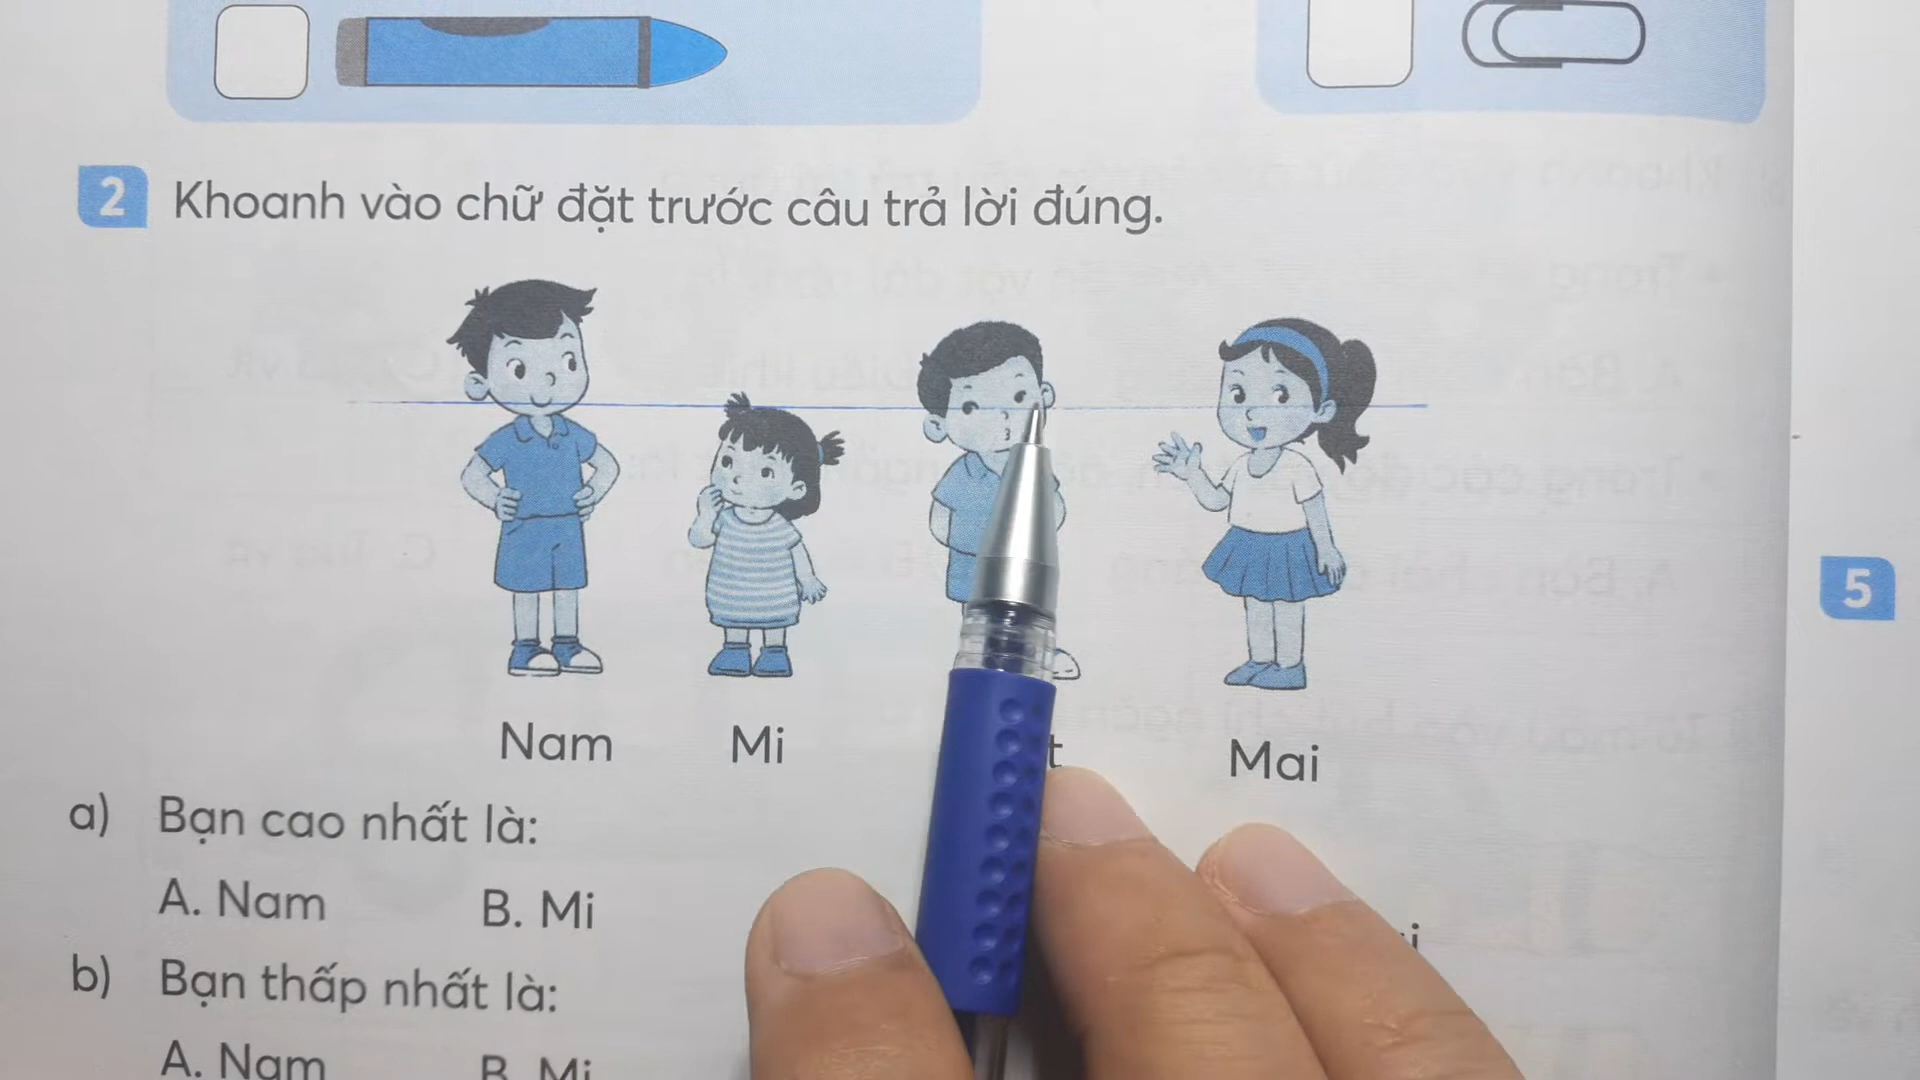 2 Khoanh vào chữ đặt trước câu trả lời đúng.
5
Nam Mi t Mai
a) Bạn cao nhất là:
A. Nam B. Mi
b) Bạn thấp nhất là:
A. Nam B. Mi